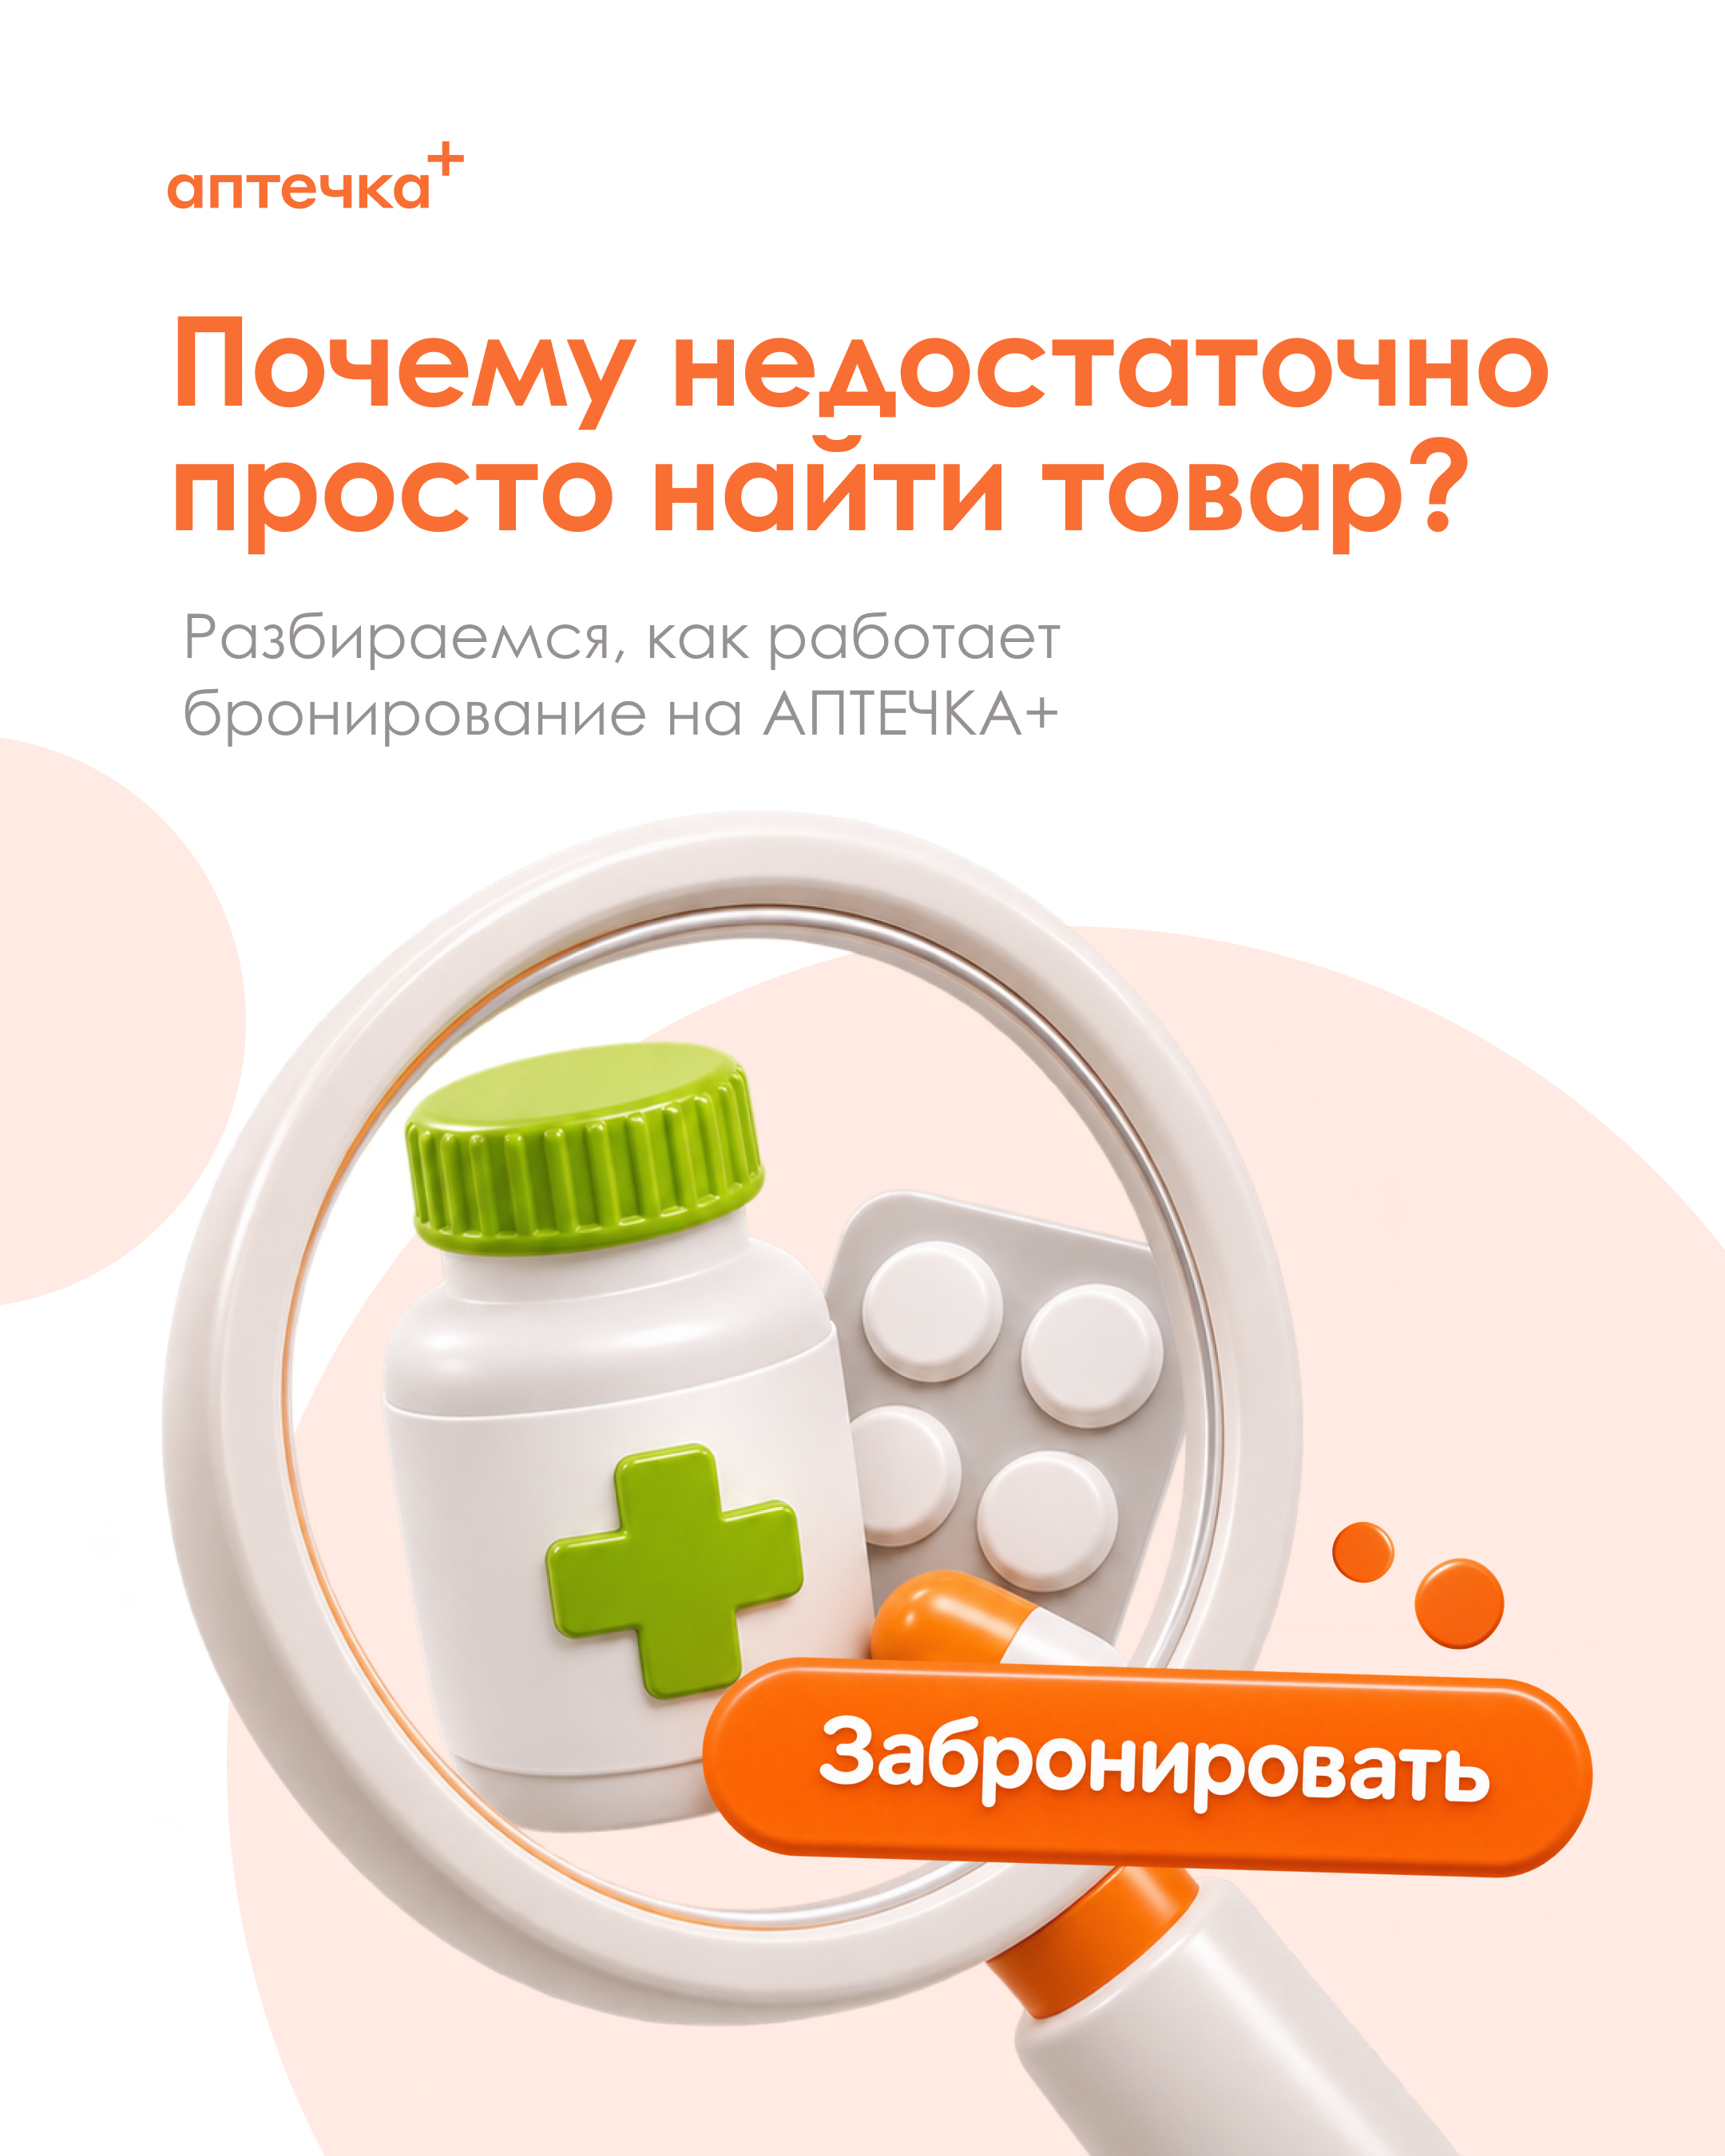 аптечка+
Почему недостаточно
просто найти товар?
Разбираемся, как работает
бронирование на АПТЕЧКА+
Забронировать